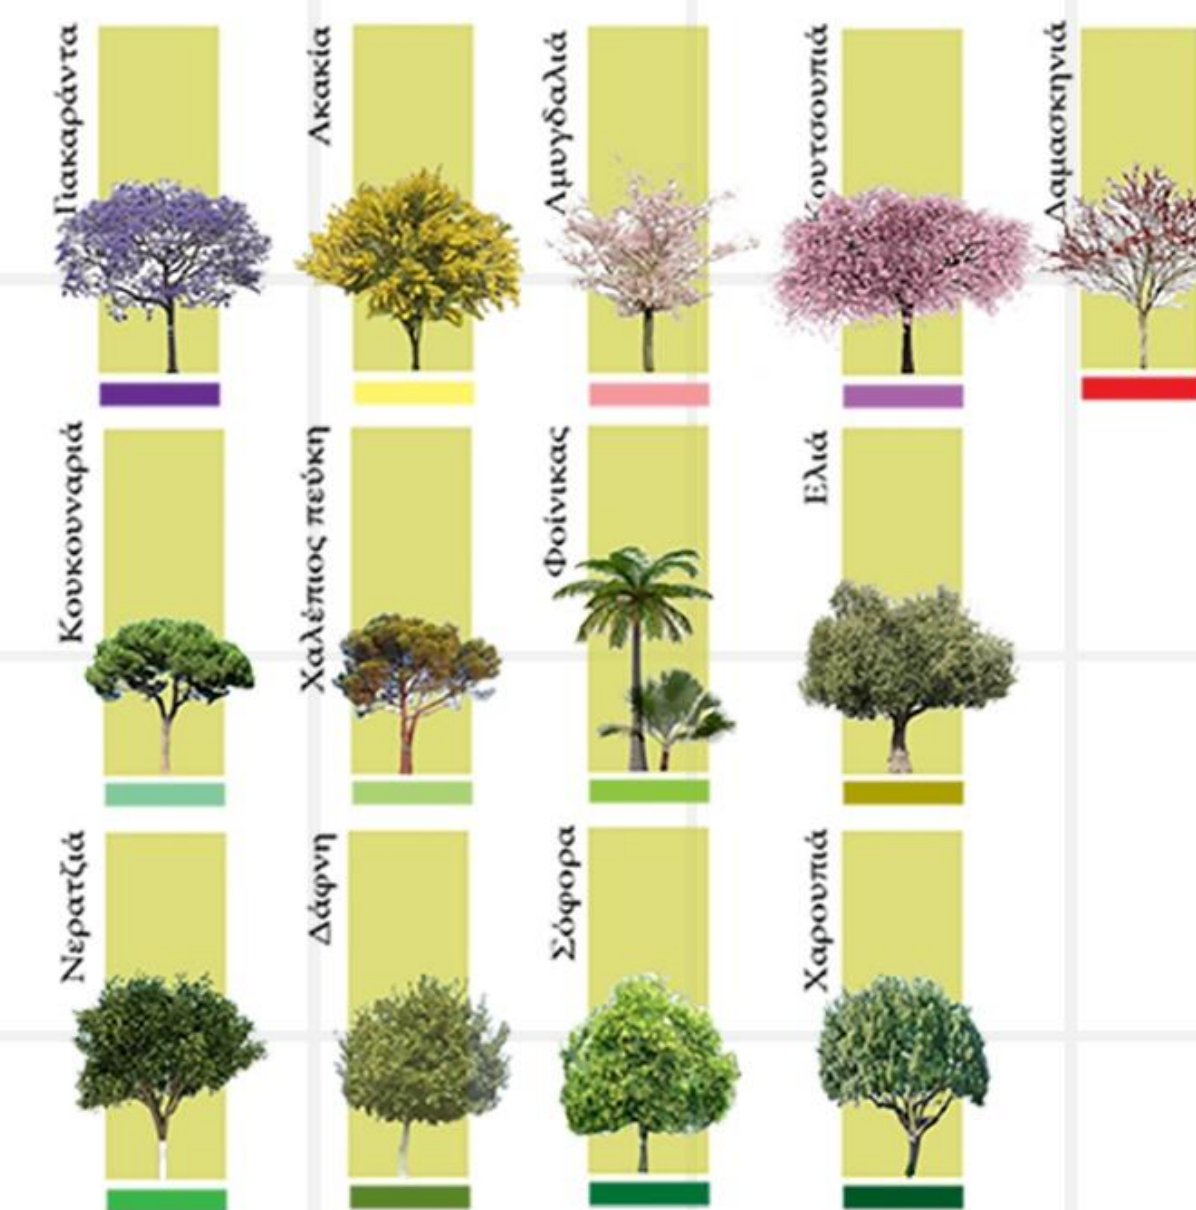 Γιακαράντα
Ακακία
Αμυγδαλιά
Κουτσουπιά
Δαμασκηνιά
Κουκουναριά
Χαλέπιος πεύκη
Φοίνικας
Ελιά
Νερατζιά
Δάφνη
Σόφορα
Χαρουπιά